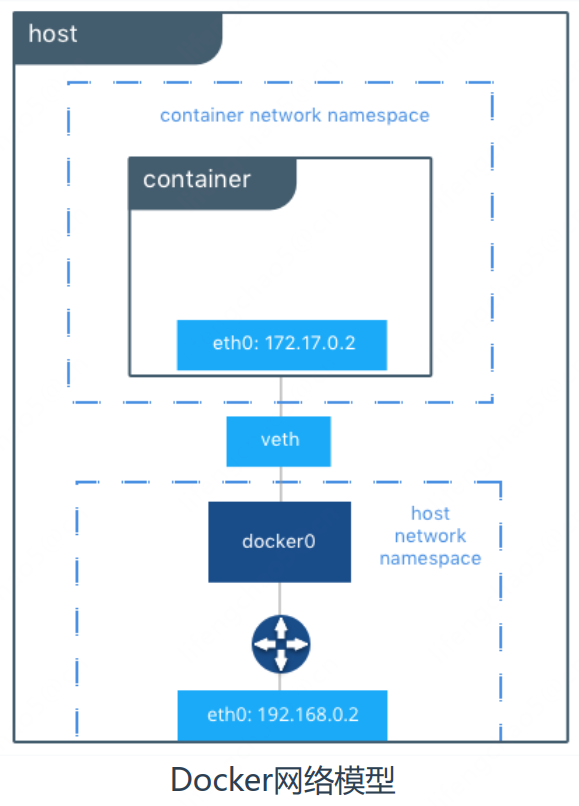 host
container network namespace
container
eth0: 172.17.0.2
veth
docker0
host
network
namespace
eth0: 192.168.0.2
Docker网络模型